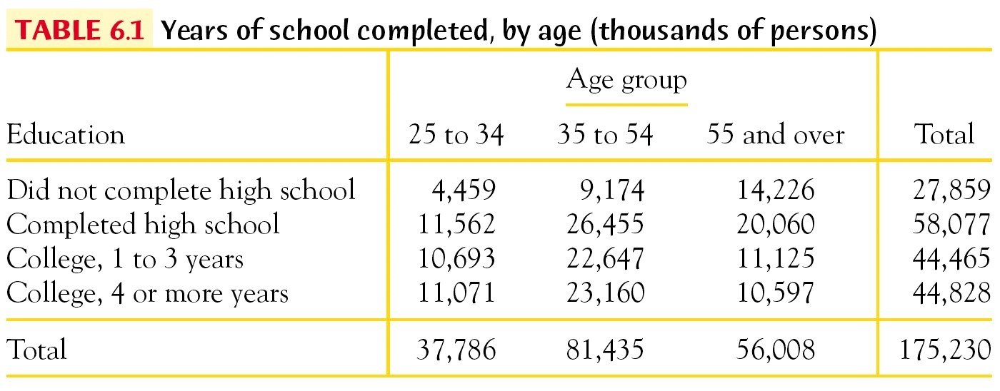 TABLE 6.1 Years of school completed, by age (thousands of persons)
Age group
Education 25 to 34 35 to 54 55 and over Total
Did not complete high school 4,459 9,174 14,226 27,859
Completed high school 11,562 26,455 20,060 58,077
College, 1 to 3 years 10,693 22,647 11,125 44,465
College, 4 or more years 11,071 23,160 10,597 44,828
Total 37,786 81,435 56,008 175,230